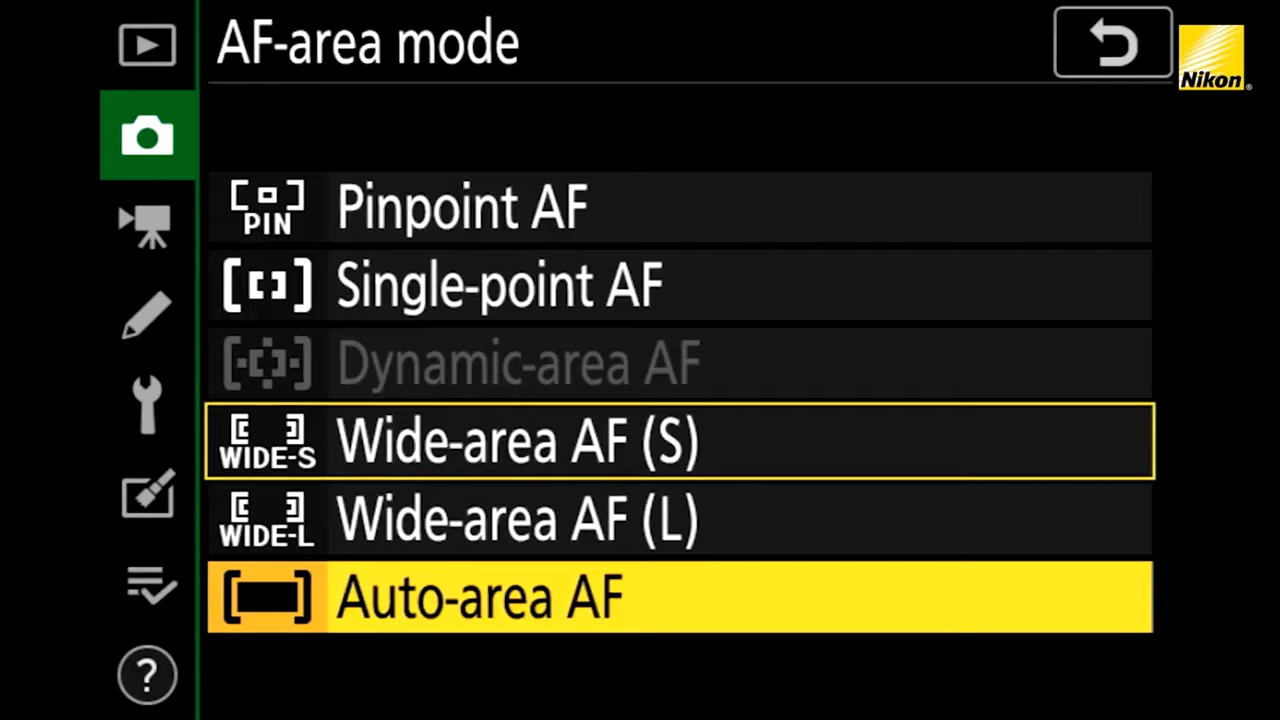 AF-area mode
Nikon
PIN Pinpoint AF
Single-point AF
Dynamic-area AF
WIDE-S Wide-area AF (S)
WIDE-L Wide-area AF (L)
Auto-area AF
?